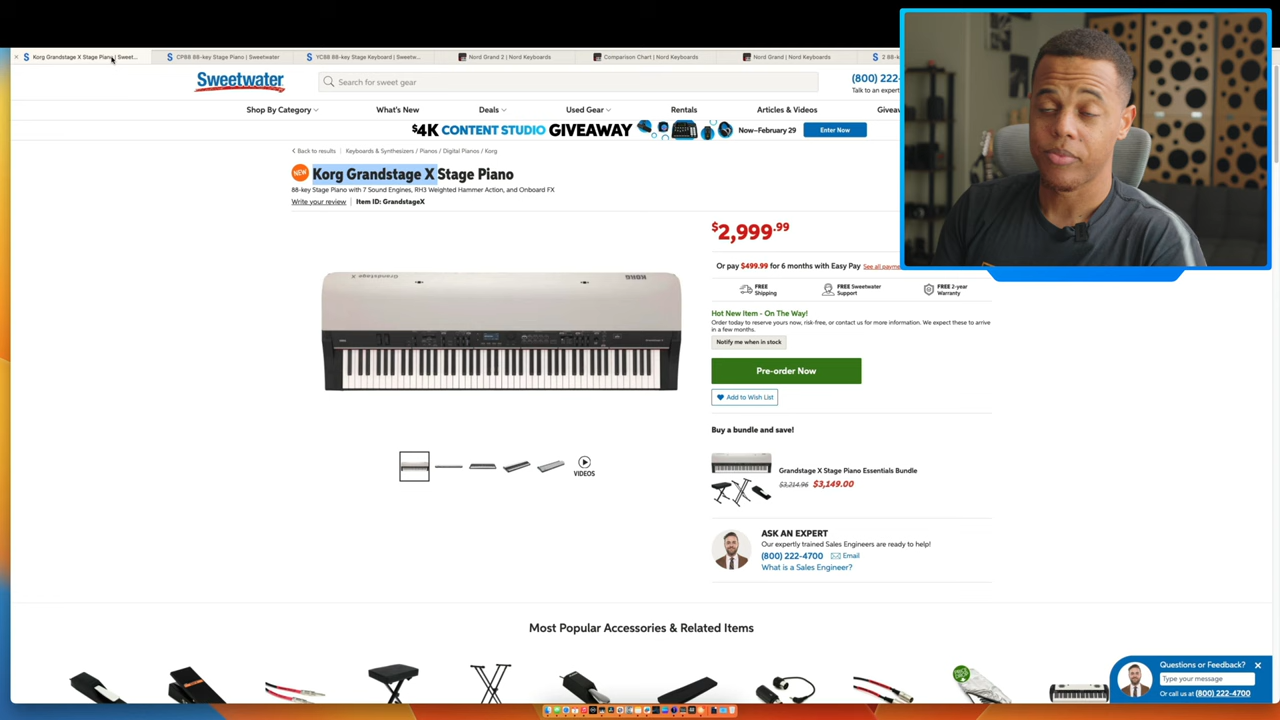 Korg Grandstage X Stage Piano | Sweet...
CP88 88-key Stage Piano | Sweetwater
YC88 88-key Stage Keyboard | Sweetw...
Nord Grand 2 | Nord Keyboards
Comparison Chart | Nord Keyboards
Nord Grand | Nord Keyboards
2 88-k
Sweetwater
Search for sweet gear
(800) 222-
Talk to an expert
Shop By Category
What's New
Deals
Used Gear
Rentals
Articles & Videos
Giveaw
$4K CONTENT STUDIO GIVEAWAY
Now–February 29
Enter Now
Back to results
Keyboards & Synthesizers / Pianos / Digital Pianos / Korg
NEW
Korg Grandstage X Stage Piano
88-key Stage Piano with 7 Sound Engines, RH3 Weighted Hammer Action, and Onboard FX
Write your review | Item ID: GrandstageX
$2,999.99
Or pay $499.99 for 6 months with Easy Pay See all payme
FREE Shipping
FREE Sweetwater Support
FREE 2-year Warranty
Hot New Item - On The Way!
Order today to reserve yours now, risk-free, or contact us for more information. We expect these to arrive
in a few months.
Notify me when in stock
Pre-order Now
Add to Wish List
Buy a bundle and save!
Grandstage X Stage Piano Essentials Bundle
$3,214.96 $3,149.00
VIDEOS
ASK AN EXPERT
Our expertly trained Sales Engineers are ready to help!
(800) 222-4700 Email
What is a Sales Engineer?
Most Popular Accessories & Related Items
Questions or Feedback?
Type your message
Or call us at (800) 222-4700